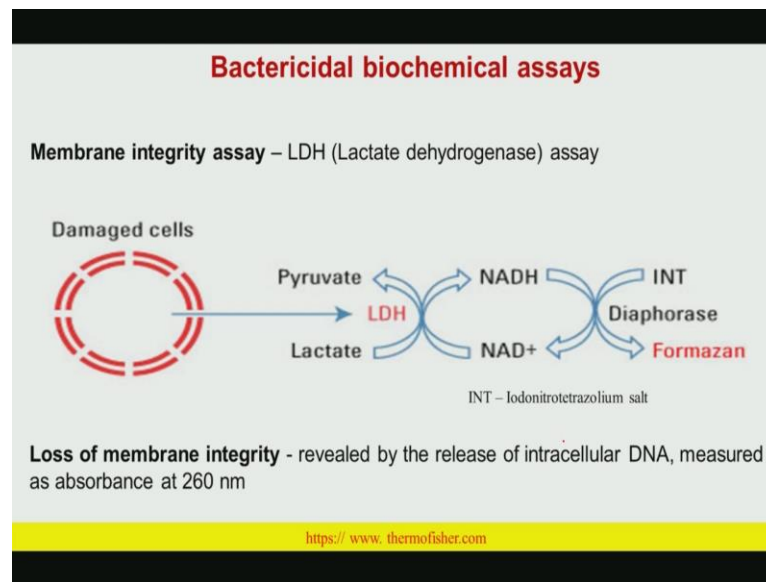 Bactericidal biochemical assays
Membrane integrity assay – LDH (Lactate dehydrogenase) assay
Damaged cells
Pyruvate
NADH
INT
LDH
Diaphorase
Lactate
NAD+
Formazan
INT – Iodonitrotetrazolium salt
Loss of membrane integrity - revealed by the release of intracellular DNA, measured
as absorbance at 260 nm
https:// www. thermofisher.com